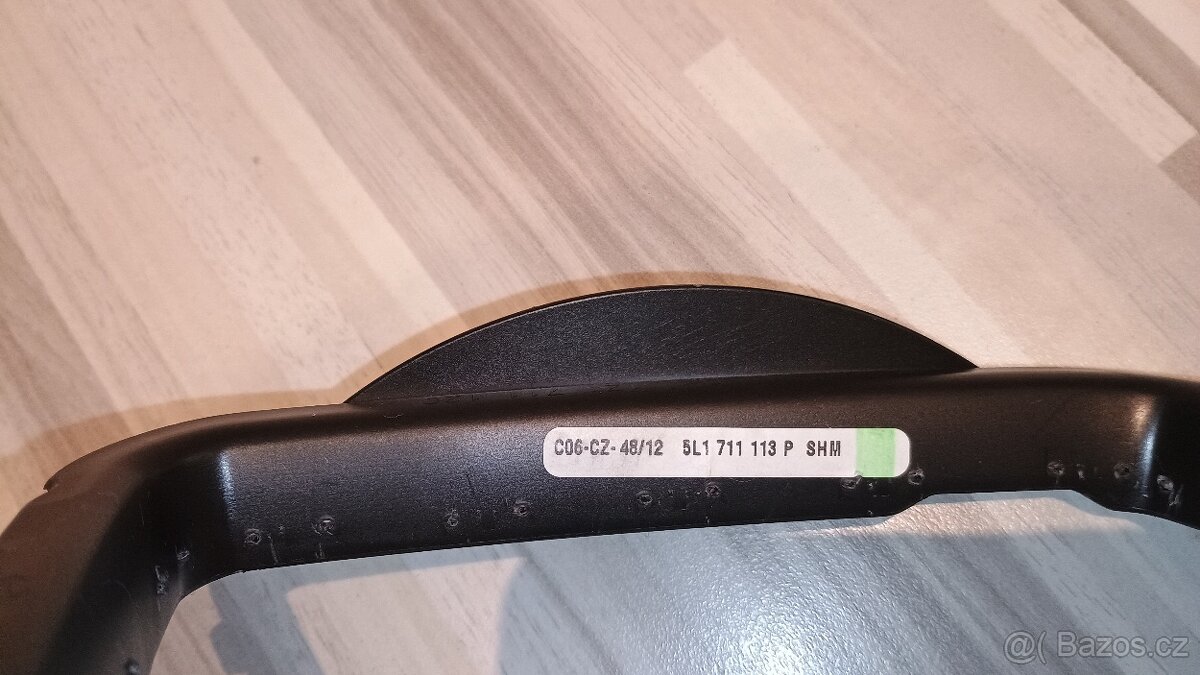 C06-CZ- 48/12 5L1 711 113 P SHM
@( Bazos.cz